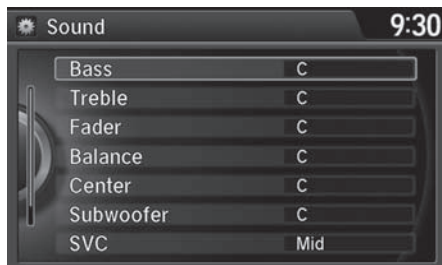 Sound 9:30
Bass C
Treble C
Fader C
Balance C
Center C
Subwoofer C
SVC Mid